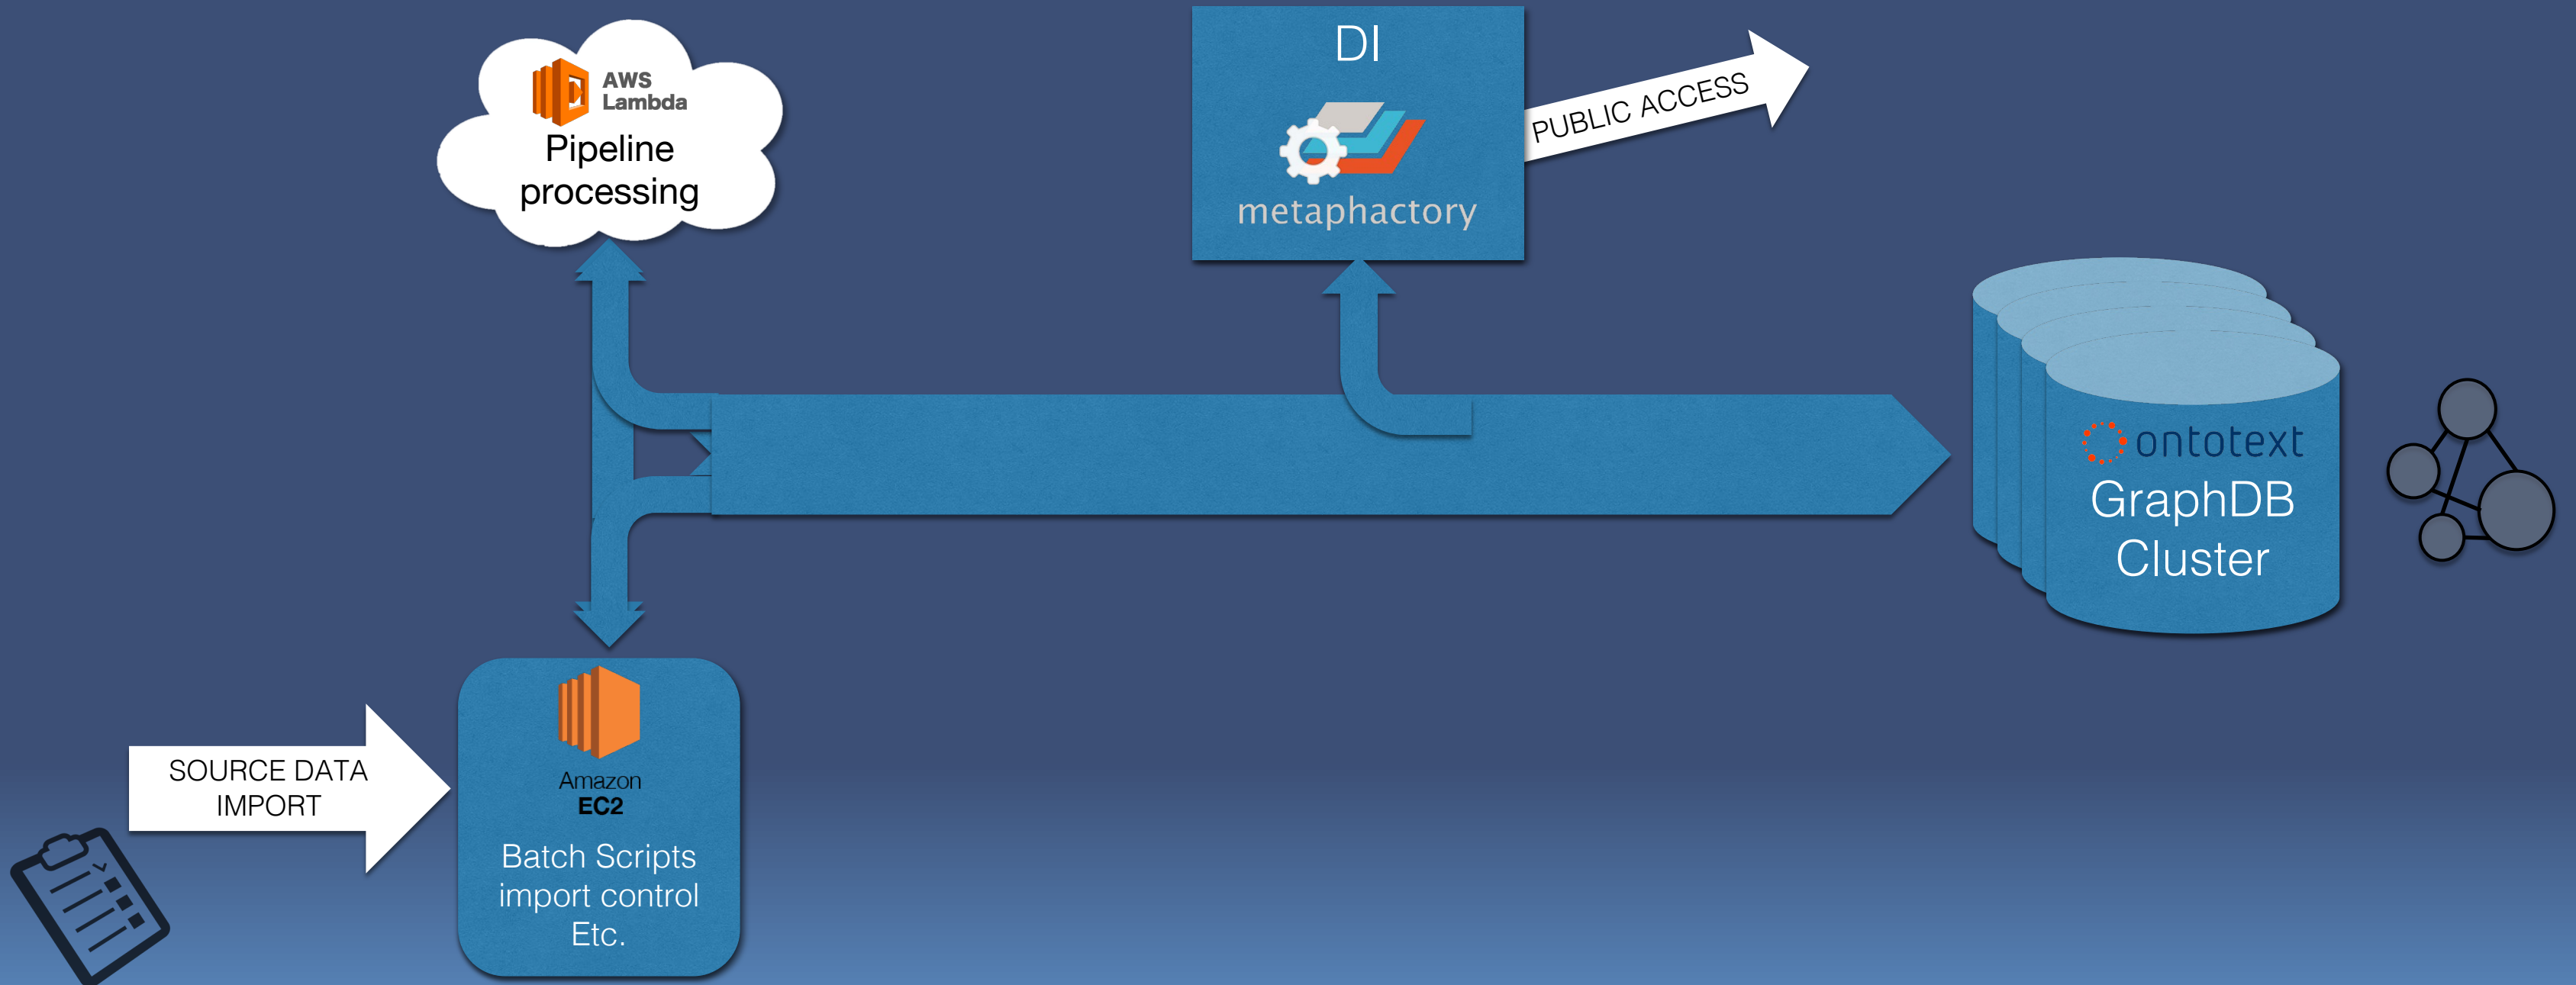 AWS
Lambda
Pipeline
processing
DI
metaphactory
PUBLIC ACCESS
ontotext
GraphDB
Cluster
SOURCE DATA
IMPORT
Amazon
EC2
Batch Scripts
import control
Etc.